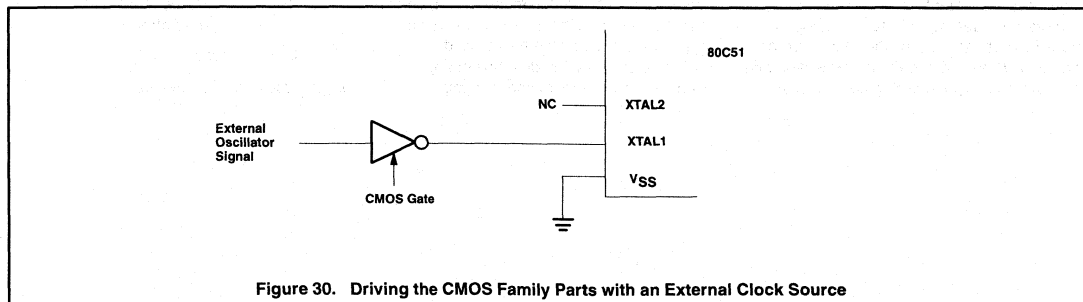 80C51
NC
XTAL2
External
Oscillator
Signal
XTAL1
CMOS Gate
VSS
Figure 30. Driving the CMOS Family Parts with an External Clock Source